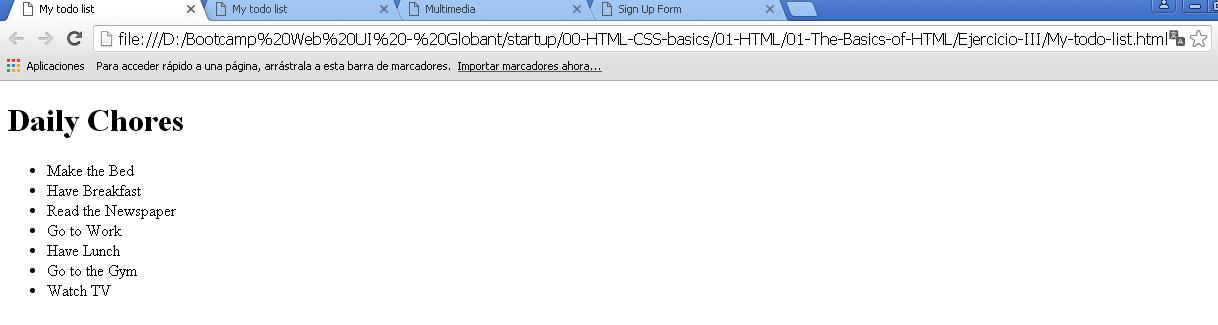 My todo list My todo list Multimedia Sign Up Form
file:///D:/Bootcamp%20Web%20UI%20-%20Globant/startup/00-HTML-CSS-basics/01-HTML/01-The-Basics-of-HTML/Ejercicio-III/My-todo-list.html
Aplicaciones Para acceder rápido a una página, arrástrala a esta barra de marcadores. Importar marcadores ahora...
Daily Chores
• Make the Bed
• Have Breakfast
• Read the Newspaper
• Go to Work
• Have Lunch
• Go to the Gym
• Watch TV